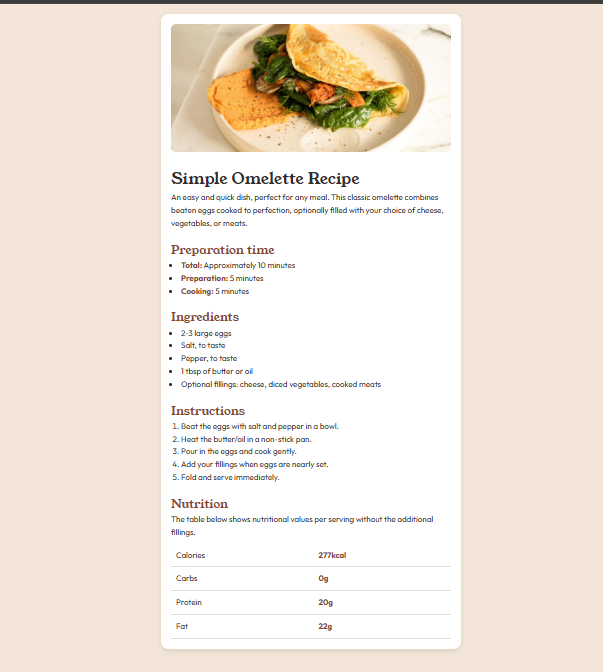 Simple Omelette Recipe
An easy and quick dish, perfect for any meal. This classic omelette combines
beaten eggs cooked to perfection, optionally filled with your choice of cheese,
vegetables, or meats.
Preparation time
• Total: Approximately 10 minutes
• Preparation: 5 minutes
• Cooking: 5 minutes
Ingredients
• 2-3 large eggs
• Salt, to taste
• Pepper, to taste
• 1 tbsp of butter or oil
• Optional fillings: cheese, diced vegetables, cooked meats
Instructions
1. Beat the eggs with salt and pepper in a bowl.
2. Heat the butter/oil in a non-stick pan.
3. Pour in the eggs and cook gently.
4. Add your fillings when eggs are nearly set.
5. Fold and serve immediately.
Nutrition
The table below shows nutritional values per serving without the additional
fillings.
Calories 277kcal
Carbs 0g
Protein 20g
Fat 22g